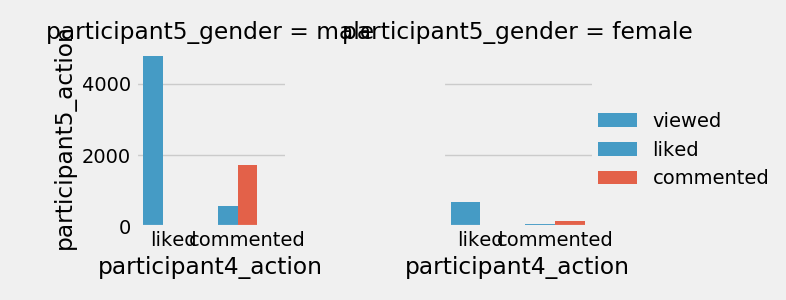 participant5_gender = male
participant5_gender = female
participant5_action
4000
2000
0
liked
commented
liked
commented
participant4_action
participant4_action
viewed
liked
commented